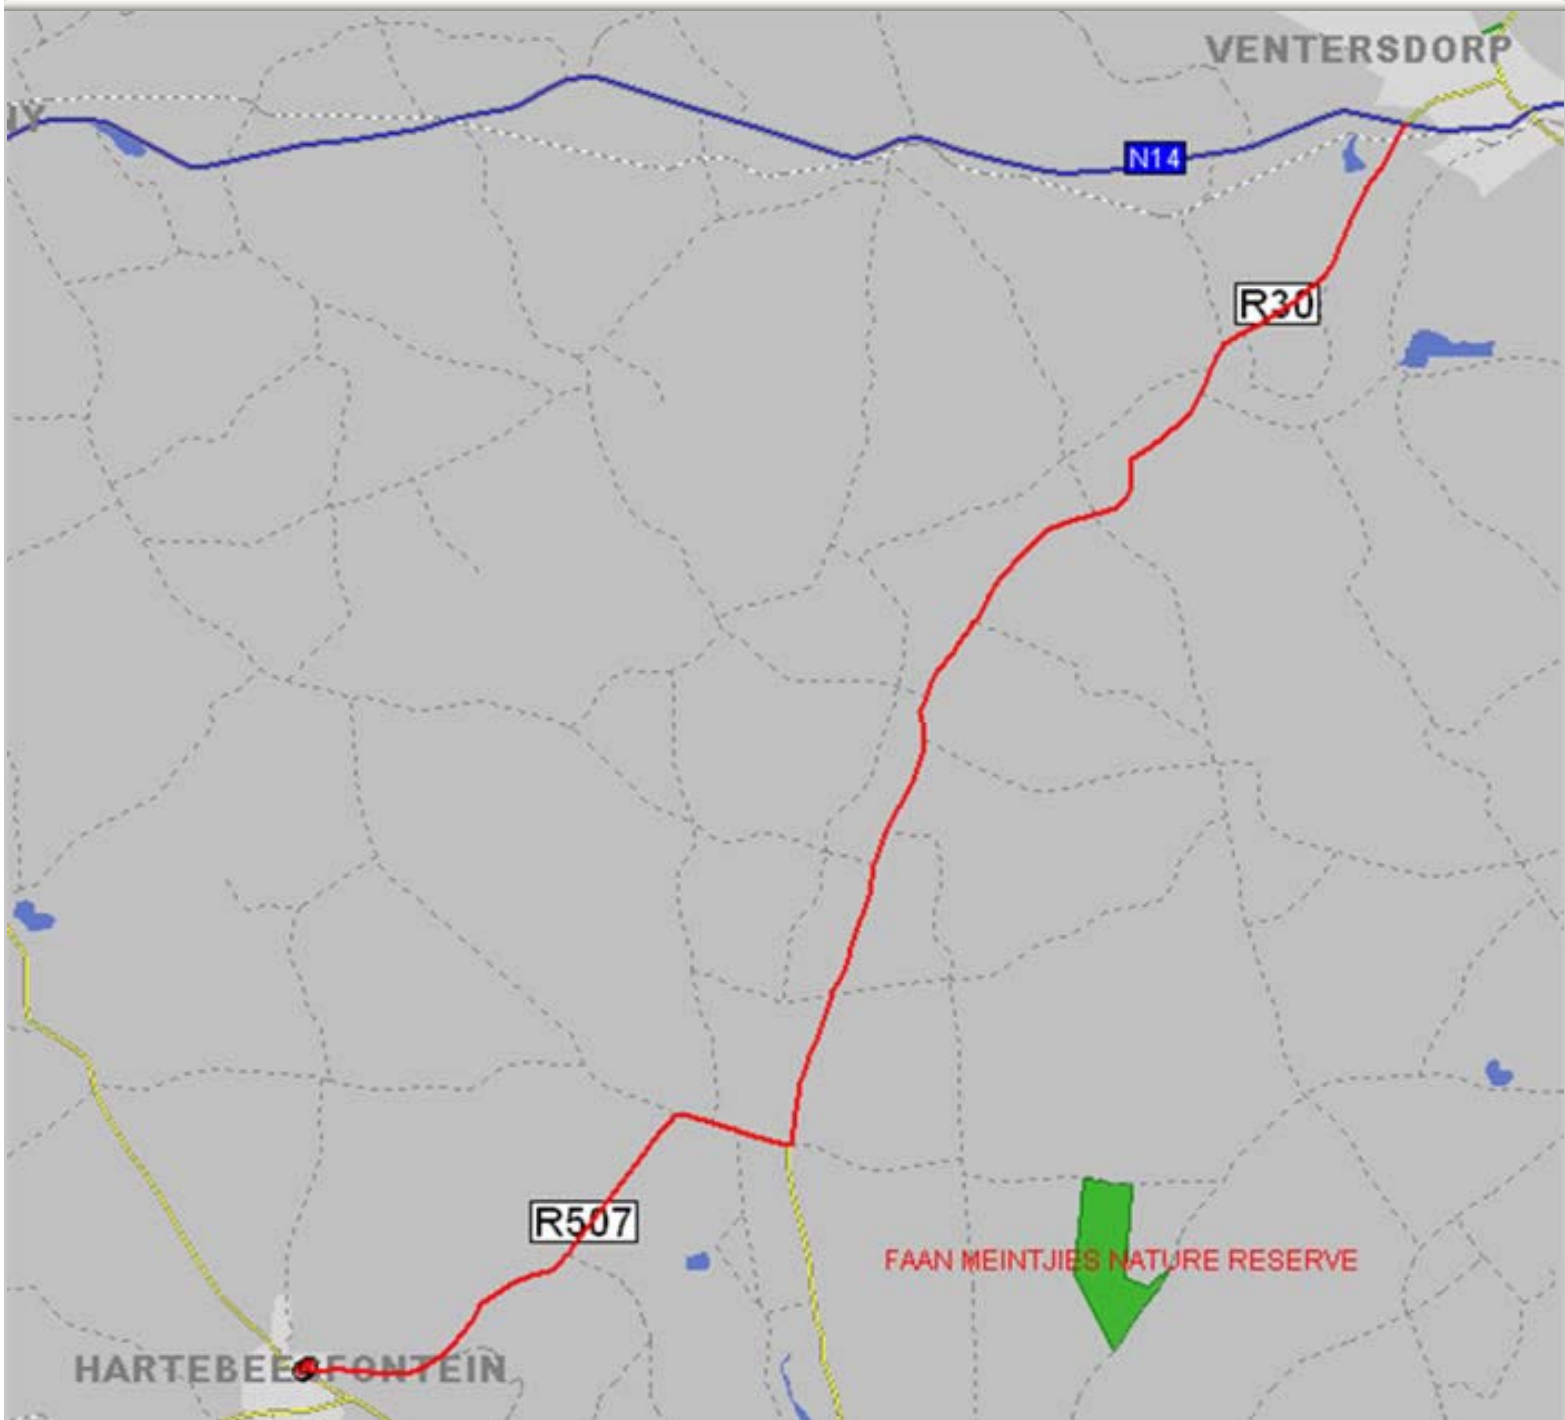 VENTERSDORP
N14
R30
R507
FAAN MEINTJIES NATURE RESERVE
HARTEBEESFONTEIN